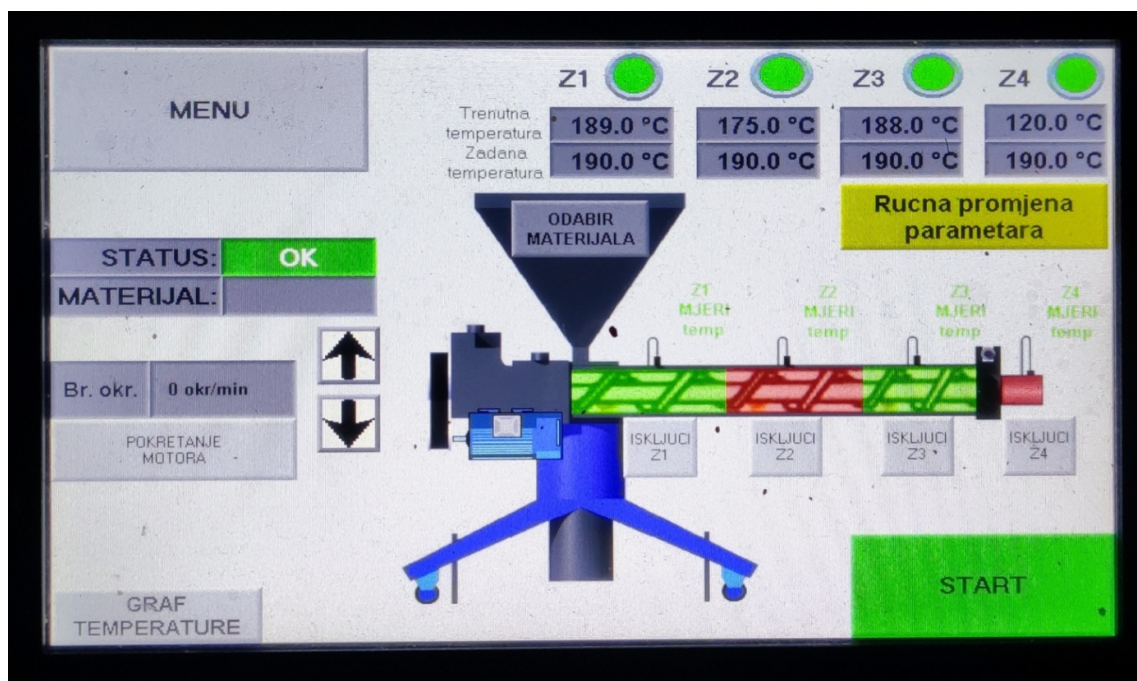 MENU
Z1
Z2
Z3
Z4
Trenutna
temperatura
189.0 °C
175.0 °C
188.0 °C
120.0 °C
Zadana
temperatura
190.0 °C
190.0 °C
190.0 °C
190.0 °C
Rucna promjena
parametara
ODABIR
MATERIJALA
STATUS:
OK
MATERIJAL:
Z1
MJERI
temp
Z2
MJERI
temp
Z3
MJERI
temp
Z4
MJERI
temp
Br. okr.
0 okr/min
POKRETANJE
MOTORA
ISKLJUCI
Z1
ISKLJUCI
Z2
ISKLJUCI
Z3
ISKLJUCI
Z4
START
GRAF
TEMPERATURE